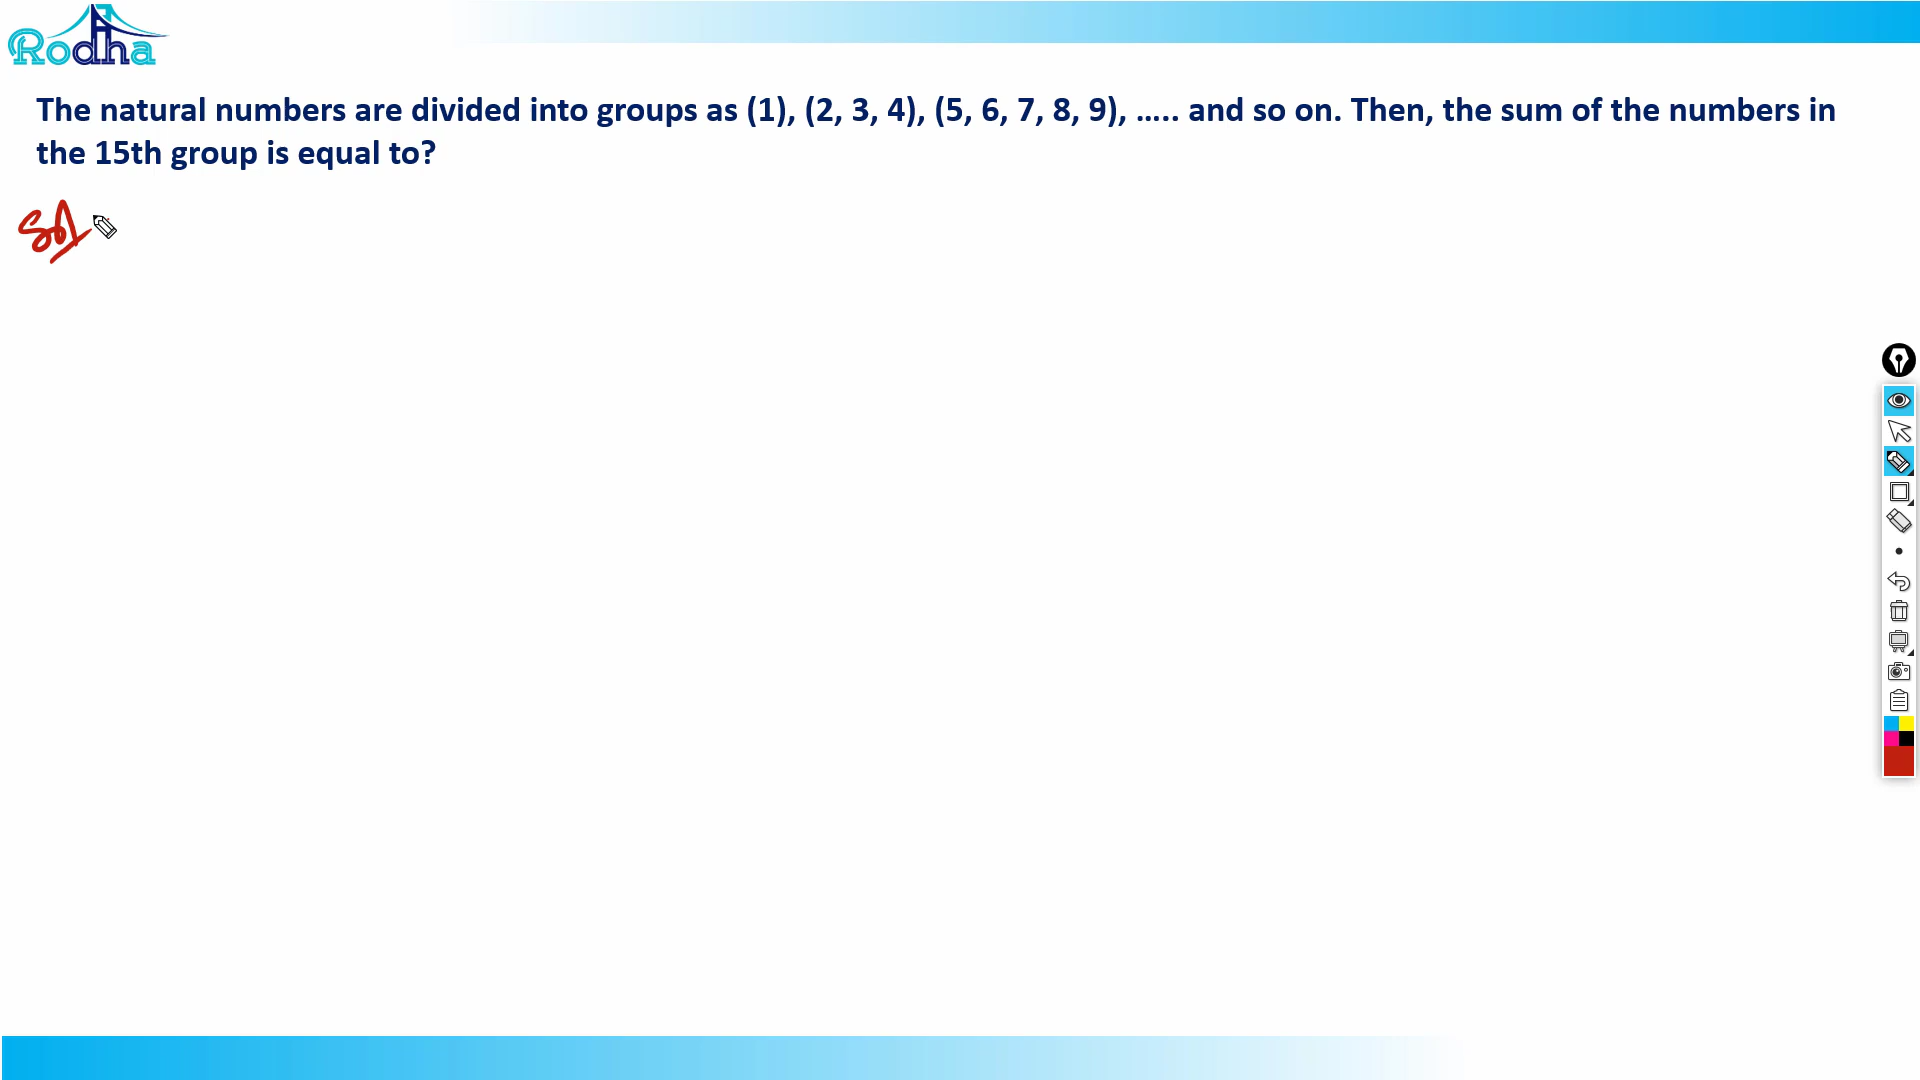 Rodha
The natural numbers are divided into groups as (1), (2, 3, 4), (5, 6, 7, 8, 9), ..... and so on. Then, the sum of the numbers in
the 15th group is equal to?
Sol